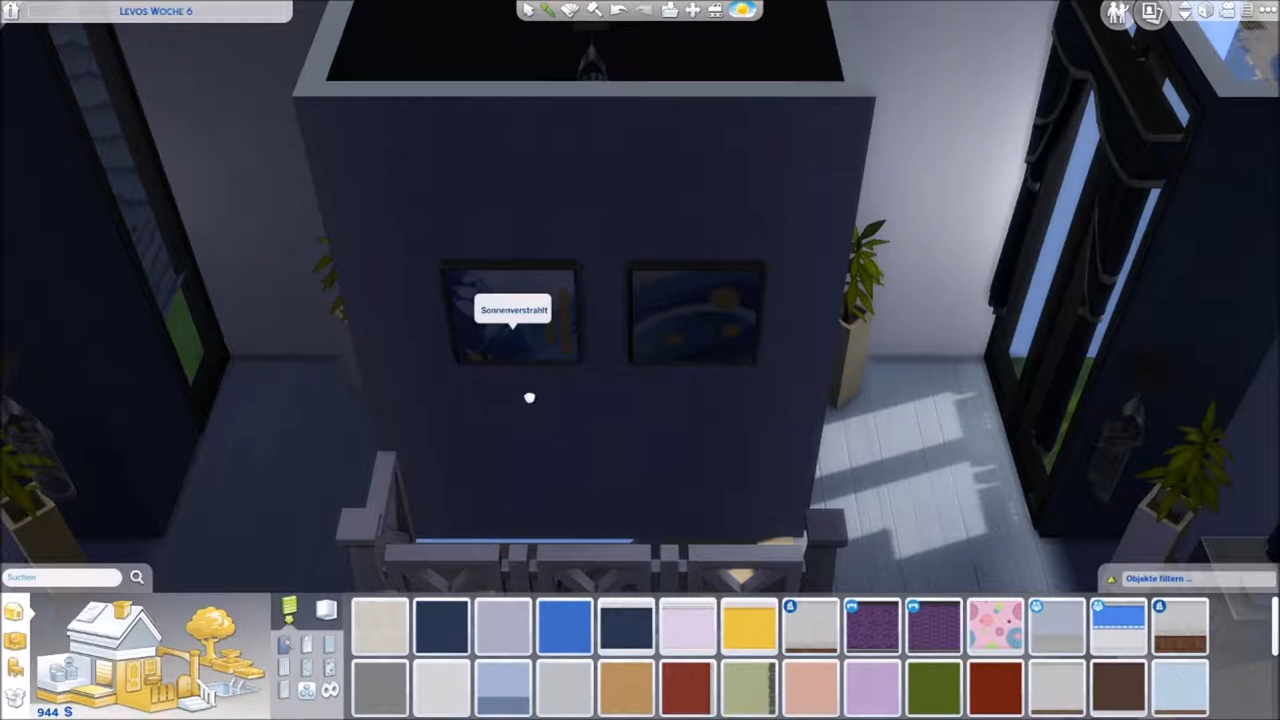 Levos Woche 6
Sonnenverstrahlt
Suchen
Objekte filtern ...
944 $